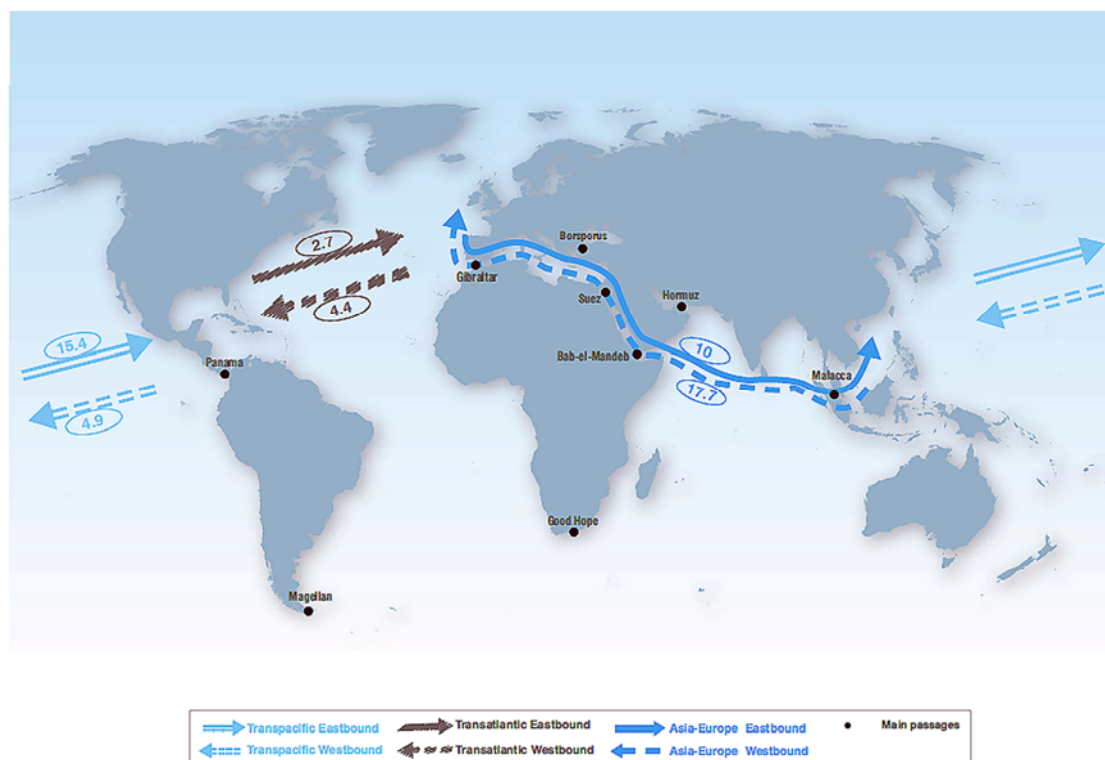 2.7
Borsporus
Gibraltar
4.4
Suez
Hormuz
15.4
Panama
Bab-el-Mandeb
10
Malacca
17.7
4.9
Good Hope
Magellan
Transpacific Eastbound
Transatlantic Eastbound
Asia-Europe Eastbound
Main passages
Transpacific Westbound
Transatlantic Westbound
Asia-Europe Westbound